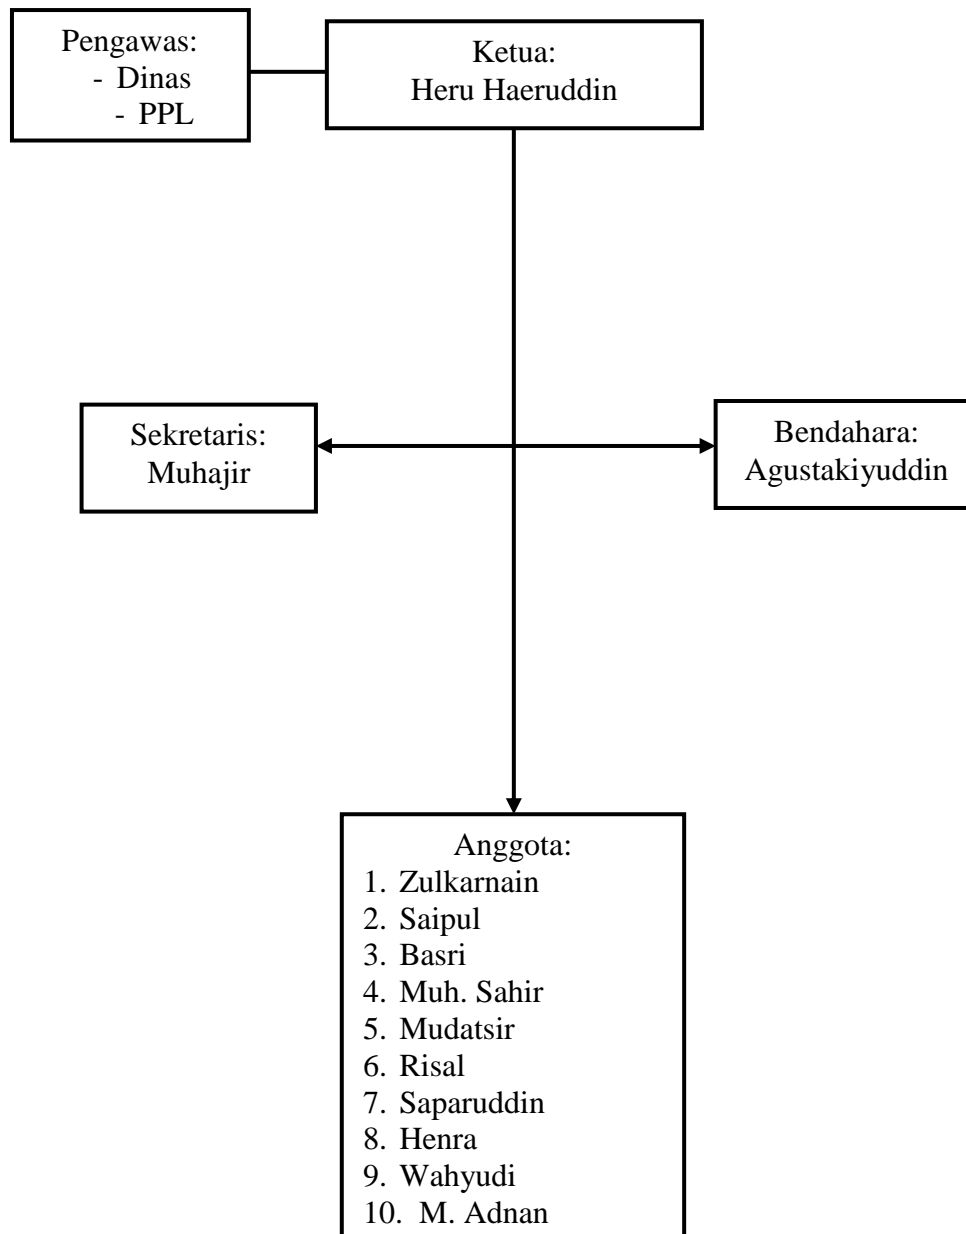 Pengawas:
- Dinas
- PPL
Ketua:
Heru Haeruddin
Sekretaris:
Muhajir
Bendahara:
Agustakiyuddin
Anggota:
1. Zulkarnain
2. Saipul
3. Basri
4. Muh. Sahir
5. Mudatsir
6. Risal
7. Saparuddin
8. Henra
9. Wahyudi
10. M. Adnan